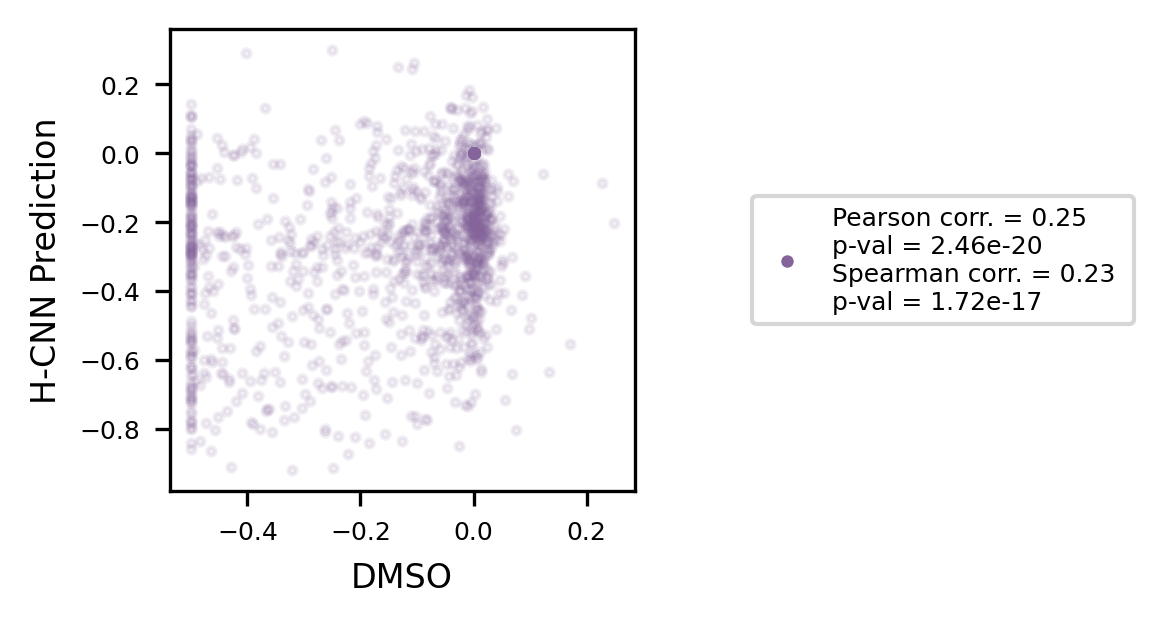 0.2
0.0
−0.2
−0.4
−0.6
−0.8
H-CNN Prediction
−0.4
−0.2
0.0
0.2
DMSO
Pearson corr. = 0.25
p-val = 2.46e-20
Spearman corr. = 0.23
p-val = 1.72e-17